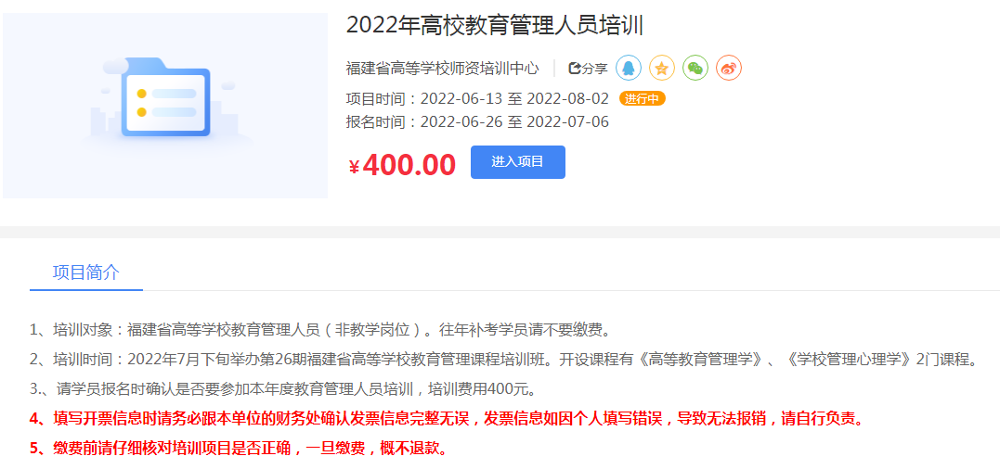 2022年高校教育管理人员培训
福建省高等学校师资培训中心 分享
项目时间：2022-06-13 至 2022-08-02 进行中
报名时间：2022-06-26 至 2022-07-06
¥400.00 进入项目
项目简介
1、培训对象：福建省高等学校教育管理人员（非教学岗位）。往年补考学员请不要缴费。
2、培训时间：2022年7月下旬举办第26期福建省高等学校教育管理课程培训班。开设课程有《高等教育管理学》、《学校管理心理学》2门课程。
3.、请学员报名时确认是否要参加本年度教育管理人员培训，培训费用400元。
4、填写开票信息时请务必跟本单位的财务处确认发票信息完整无误，发票信息如因个人填写错误，导致无法报销，请自行负责。
5、缴费前请仔细核对培训项目是否正确，一旦缴费，概不退款。